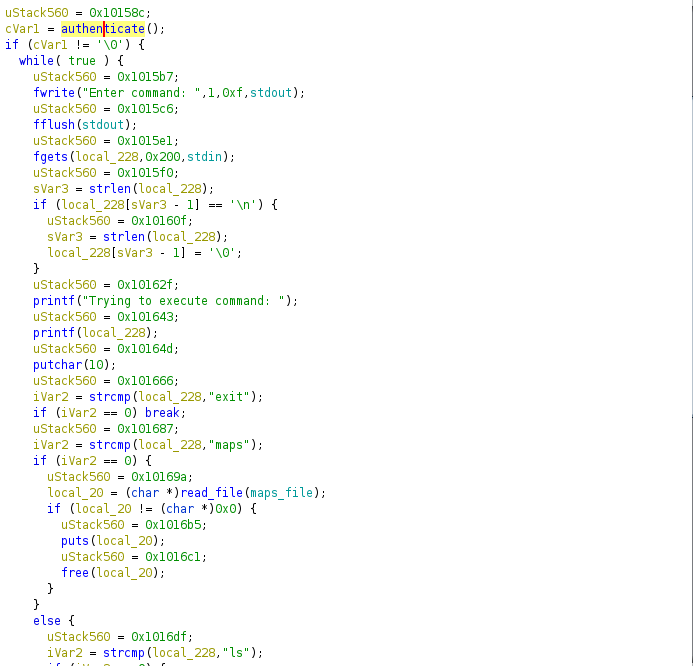 uStack560 = 0x10158c;
cVar1 = authenticate();
if (cVar1 != '\0') {
while( true ) {
uStack560 = 0x1015b7;
fwrite("Enter command: ",1,0xf,stdout);
uStack560 = 0x1015c6;
fflush(stdout);
uStack560 = 0x1015e1;
fgets(local_228,0x200,stdin);
uStack560 = 0x1015f0;
sVar3 = strlen(local_228);
if (local_228[sVar3 - 1] == '\n') {
uStack560 = 0x10160f;
sVar3 = strlen(local_228);
local_228[sVar3 - 1] = '\0';
}
uStack560 = 0x10162f;
printf("Trying to execute command: ");
uStack560 = 0x101643;
printf(local_228);
uStack560 = 0x10164d;
putchar(10);
uStack560 = 0x101666;
iVar2 = strcmp(local_228,"exit");
if (iVar2 == 0) break;
uStack560 = 0x101687;
iVar2 = strcmp(local_228,"maps");
if (iVar2 == 0) {
uStack560 = 0x10169a;
local_20 = (char *)read_file(maps_file);
if (local_20 != (char *)0x0) {
uStack560 = 0x1016b5;
puts(local_20);
uStack560 = 0x1016c1;
free(local_20);
}
}
else {
uStack560 = 0x1016df;
iVar2 = strcmp(local_228,"ls");
if (iVar2 == 0) {